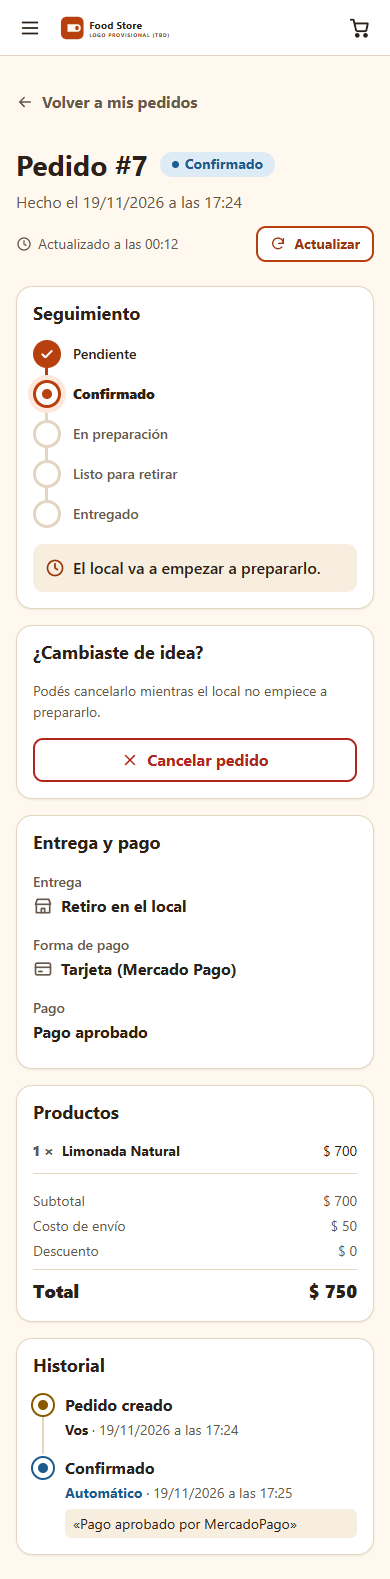 Food Store
LOGO PROVISIONAL (TBD)
Volver a mis pedidos
Pedido #7
Confirmado
Hecho el 19/11/2026 a las 17:24
Actualizado a las 00:12
Actualizar
Seguimiento
Pendiente
Confirmado
En preparación
Listo para retirar
Entregado
El local va a empezar a prepararlo.
¿Cambiaste de idea?
Podés cancelarlo mientras el local no empiece a
prepararlo.
Cancelar pedido
Entrega y pago
Entrega
Retiro en el local
Forma de pago
Tarjeta (Mercado Pago)
Pago
Pago aprobado
Productos
1 × Limonada Natural $ 700
Subtotal $ 700
Costo de envío $ 50
Descuento $ 0
Total $ 750
Historial
Pedido creado
Vos · 19/11/2026 a las 17:24
Confirmado
Automático · 19/11/2026 a las 17:25
«Pago aprobado por MercadoPago»